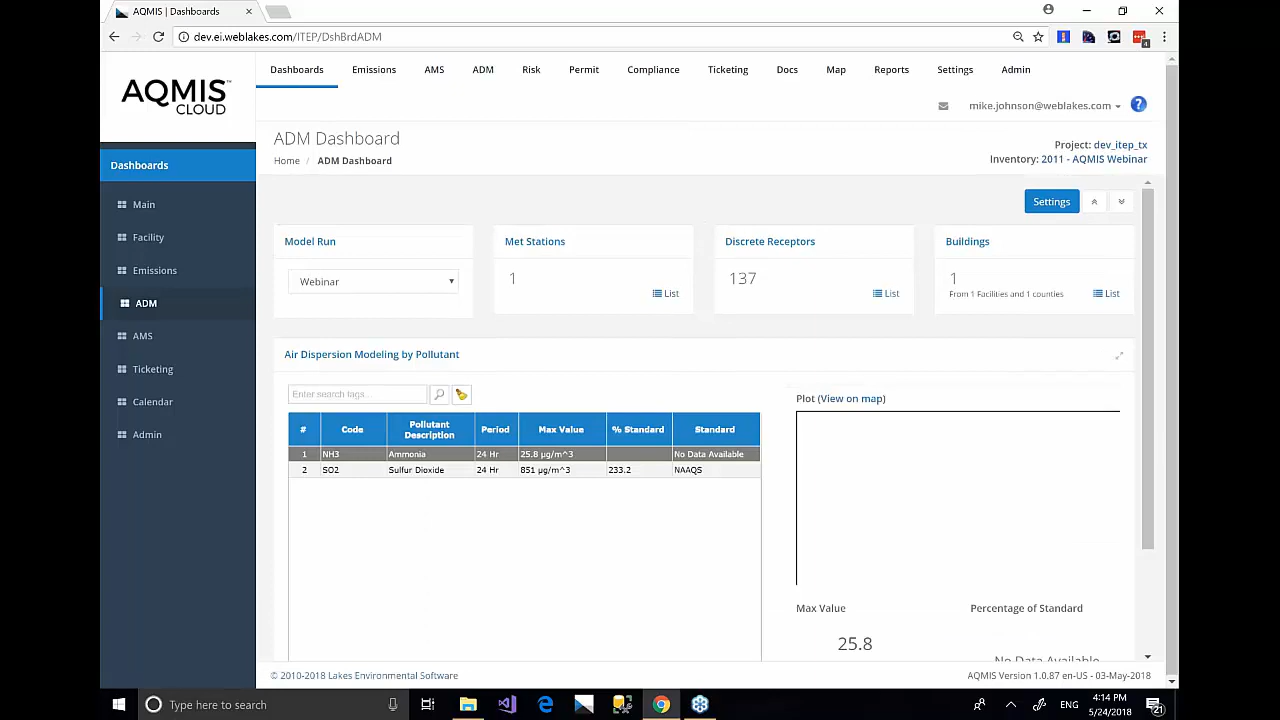 AQMIS | Dashboards
dev.ei.weblakes.com/ITEP/DshBrdADM
AQMIS™
CLOUD
Dashboards Emissions AMS ADM Risk Permit Compliance Ticketing Docs Map Reports Settings Admin
mike.johnson@weblakes.com
ADM Dashboard
Home / ADM Dashboard
Project: dev_itep_tx
Inventory: 2011 - AQMIS Webinar
Dashboards
Main
Facility
Emissions
ADM
AMS
Ticketing
Calendar
Admin
Settings
Model Run
Webinar
Met Stations
1
List
Discrete Receptors
137
List
Buildings
1
From 1 Facilities and 1 counties
List
Air Dispersion Modeling by Pollutant
Enter search tags...
# Code Pollutant Description Period Max Value % Standard Standard
1 NH3 Ammonia 24 Hr 25.8 µg/m^3 No Data Available
2 SO2 Sulfur Dioxide 24 Hr 851 µg/m^3 233.2 NAAQS
Plot (View on map)
Max Value
25.8
Percentage of Standard
No Data Available
© 2010-2018 Lakes Environmental Software
AQMIS Version 1.0.87 en-US - 03-May-2018
Type here to search
ENG
4:14 PM
5/24/2018
21